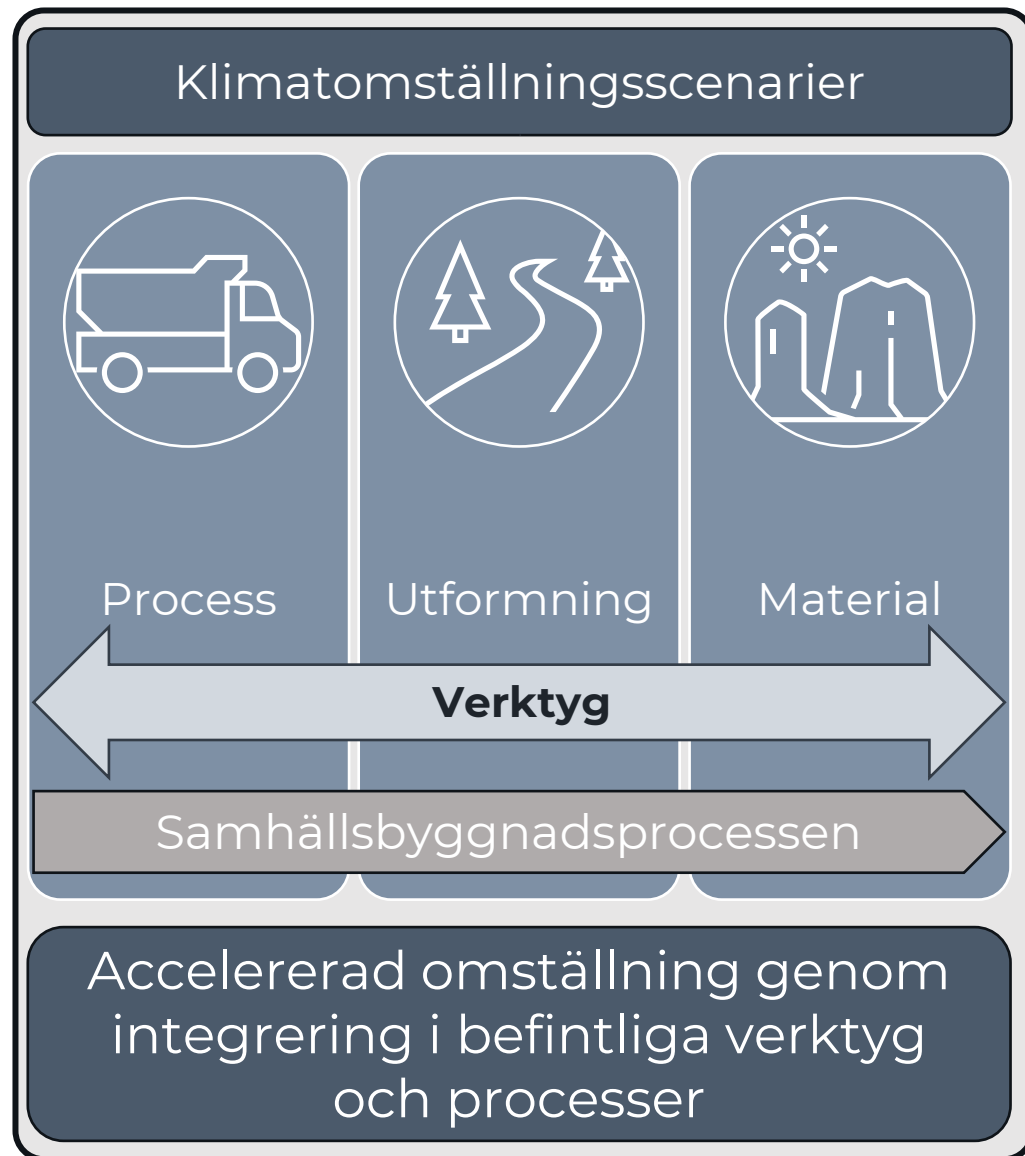 Klimatomställningsscenarier
Process
Utformning
Material
Verktyg
Samhällsbyggnadsprocessen
Accelererad omställning genom
integrering i befintliga verktyg
och processer